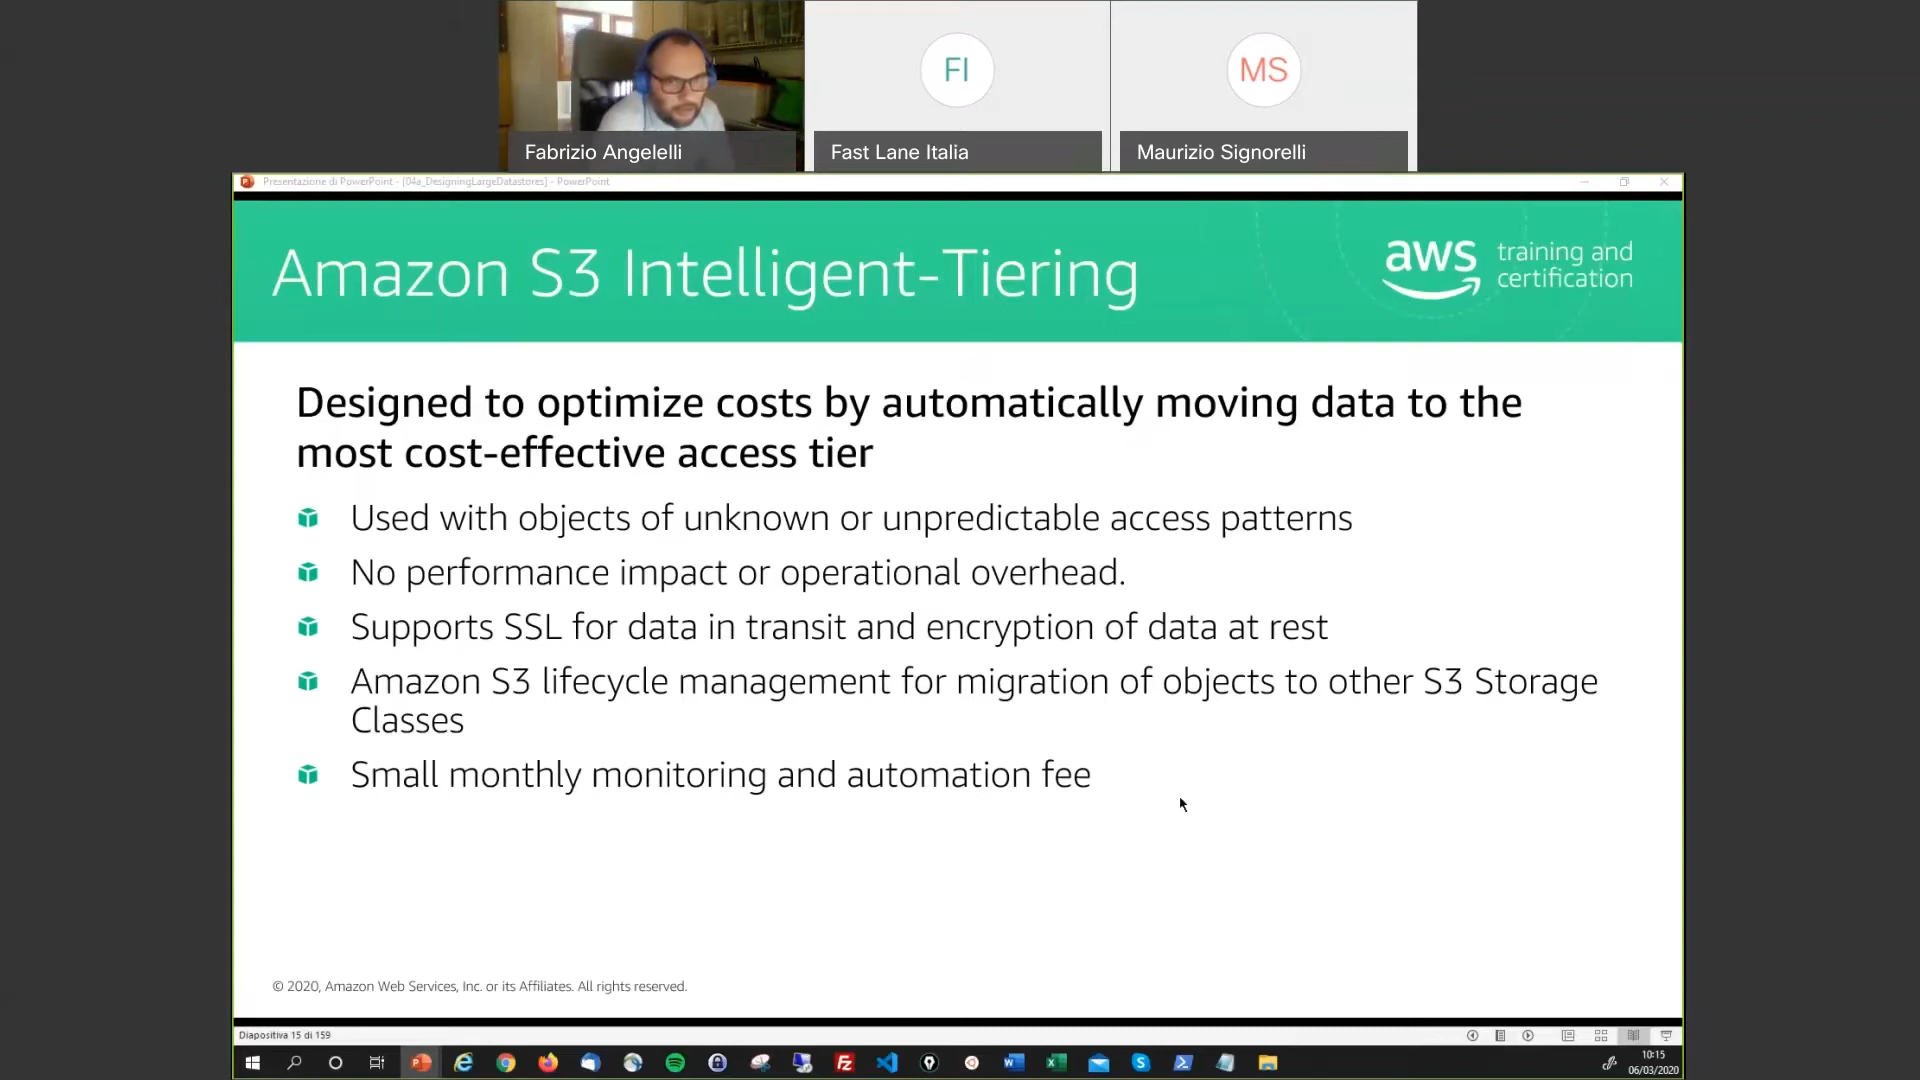 FI
MS
Fabrizio Angelelli
Fast Lane Italia
Maurizio Signorelli
Presentazione di PowerPoint - [04a_DesigningLargeDatastores] - PowerPoint
Amazon S3 Intelligent-Tiering
aws
training and
certification
Designed to optimize costs by automatically moving data to the
most cost-effective access tier
Used with objects of unknown or unpredictable access patterns
No performance impact or operational overhead.
Supports SSL for data in transit and encryption of data at rest
Amazon S3 lifecycle management for migration of objects to other S3 Storage
Classes
Small monthly monitoring and automation fee
© 2020, Amazon Web Services, Inc. or its Affiliates. All rights reserved.
Diapositiva 15 di 159
10:15
06/03/2020